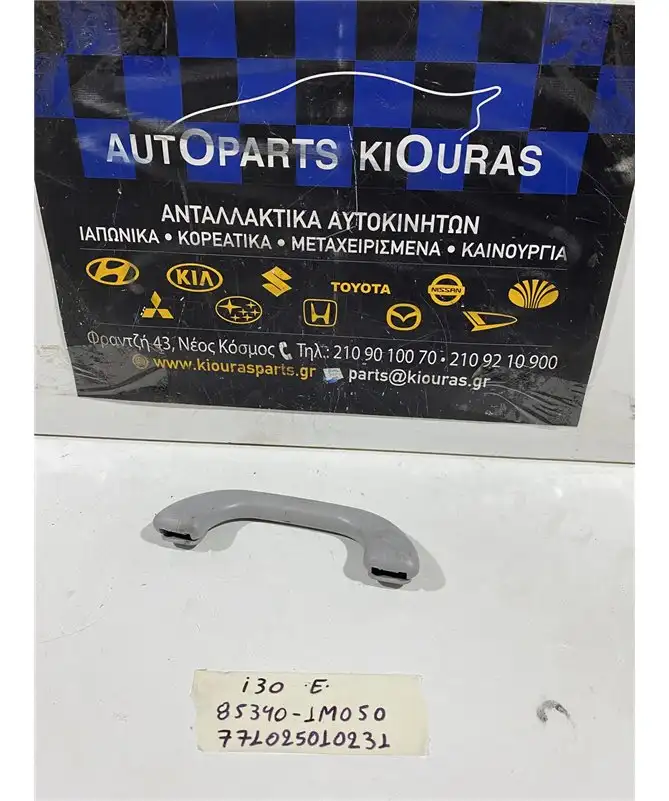 AUTOPARTS KIOURAS
ΑΝΤΑΛΛΑΚΤΙΚΑ ΑΥΤΟΚΙΝΗΤΩΝ
ΙΑΠΩΝΙΚΑ • ΚΟΡΕΑΤΙΚΑ • ΜΕΤΑΧΕΙΡΙΣΜΕΝΑ • ΚΑΙΝΟΥΡΓΙΑ
KIA
TOYOTA
NISSAN
Φραντζή 43, Νέος Κόσμος Τηλ.: 210 90 100 70 • 210 92 10 900
www.kiourasparts.gr parts@kiouras.gr
i30 E.
85340-1M050
771025010231